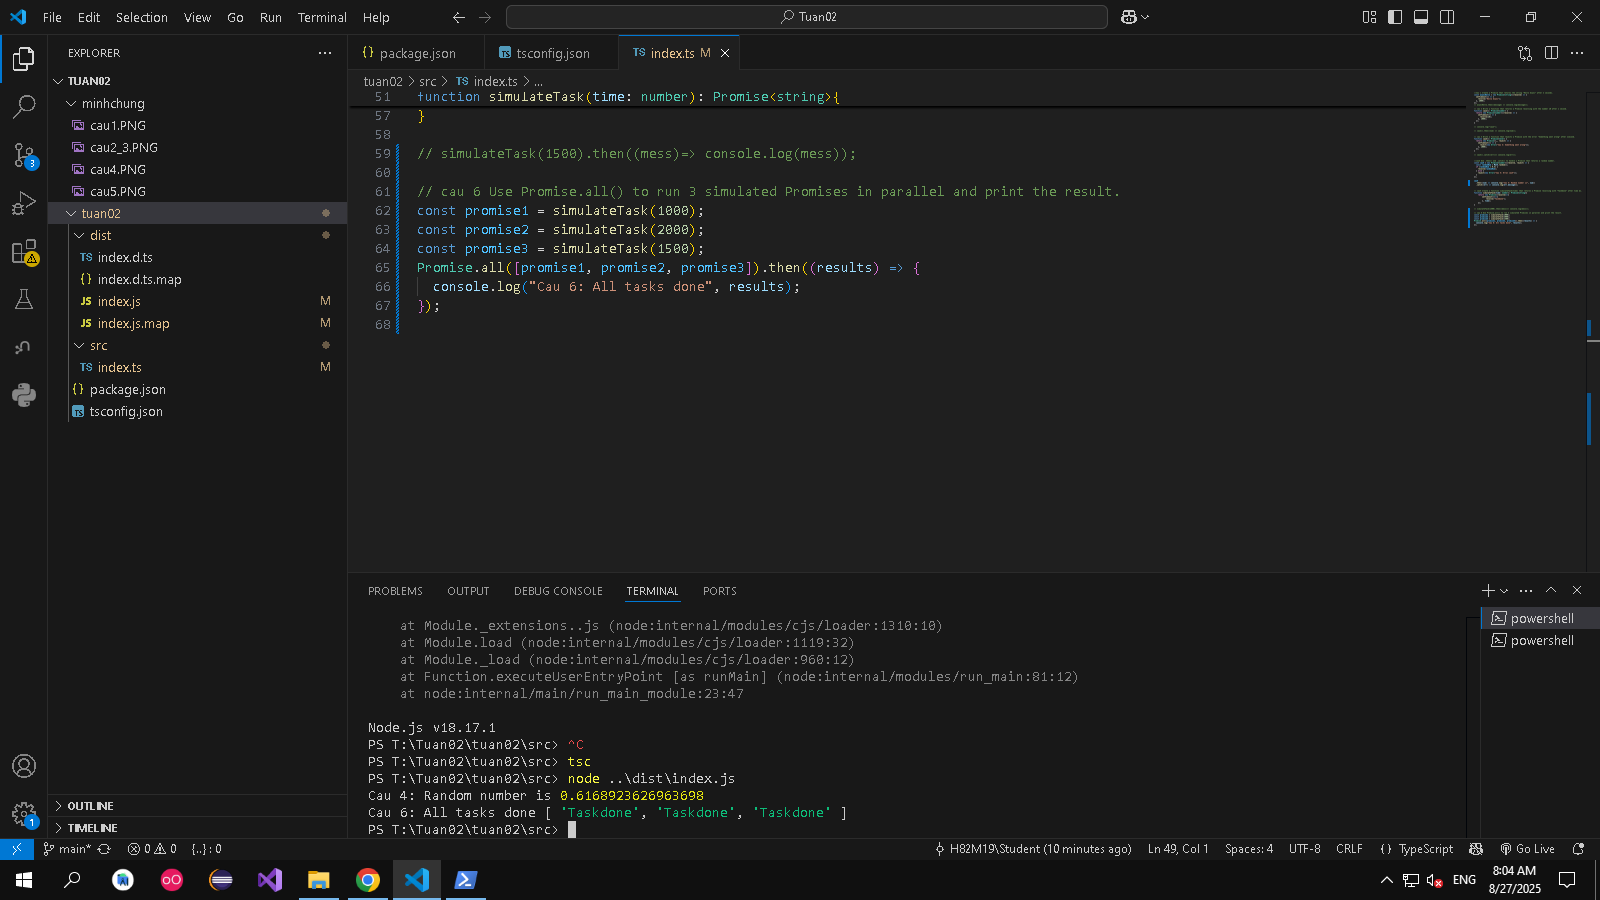 File Edit Selection View Go Run Terminal Help
Tuan02
EXPLORER
TUAN02
minhchung
cau1.PNG
cau2_3.PNG
cau4.PNG
cau5.PNG
tuan02
dist
TS index.d.ts
{} index.d.ts.map
JS index.js M
JS index.js.map M
src
TS index.ts M
{} package.json
TS tsconfig.json
OUTLINE
TIMELINE
{} package.json
TS tsconfig.json
TS index.ts M
tuan02 > src > TS index.ts > ...
51 function simulateTask(time: number): Promise<string>{
57 }
58
59 // simulateTask(1500).then((mess)=> console.log(mess));
60
61 // cau 6 Use Promise.all() to run 3 simulated Promises in parallel and print the result.
62 const promise1 = simulateTask(1000);
63 const promise2 = simulateTask(2000);
64 const promise3 = simulateTask(1500);
65 Promise.all([promise1, promise2, promise3]).then((results) => {
66 console.log("Cau 6: All tasks done", results);
67 });
68
PROBLEMS OUTPUT DEBUG CONSOLE TERMINAL PORTS
at Module._extensions..js (node:internal/modules/cjs/loader:1310:10)
at Module.load (node:internal/modules/cjs/loader:1119:32)
at Module._load (node:internal/modules/cjs/loader:960:12)
at Function.executeUserEntryPoint [as runMain] (node:internal/modules/run_main:81:12)
at node:internal/main/run_main_module:23:47
Node.js v18.17.1
PS T:\Tuan02\tuan02\src> ^C
PS T:\Tuan02\tuan02\src> tsc
PS T:\Tuan02\tuan02\src> node ..\dist\index.js
Cau 4: Random number is 0.6168923626963698
Cau 6: All tasks done [ 'Taskdone', 'Taskdone', 'Taskdone' ]
PS T:\Tuan02\tuan02\src>
powershell
powershell
3
1
main* 0 0 {..} : 0
H82M19\Student (10 minutes ago) Ln 49, Col 1 Spaces: 4 UTF-8 CRLF {} TypeScript Go Live
ENG
8:04 AM
8/27/2025